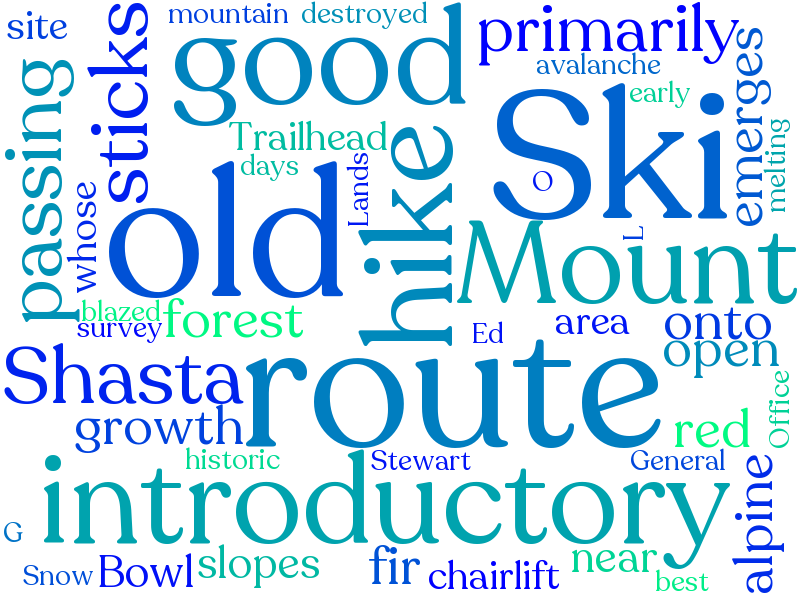 site
mountain
destroyed
good
primarily
avalanche
early
sticks
passing
Trailhead
days
Ski
O
emerges
melting
hike
Lands
whose
old
L
Mount
blazed
survey
forest
Ed
area
onto
open
Shasta
route
growth
red
Office
historic
Stewart
General
introductory
G
alpine
Snow
Bowl
slopes
fir
chairlift
near
best